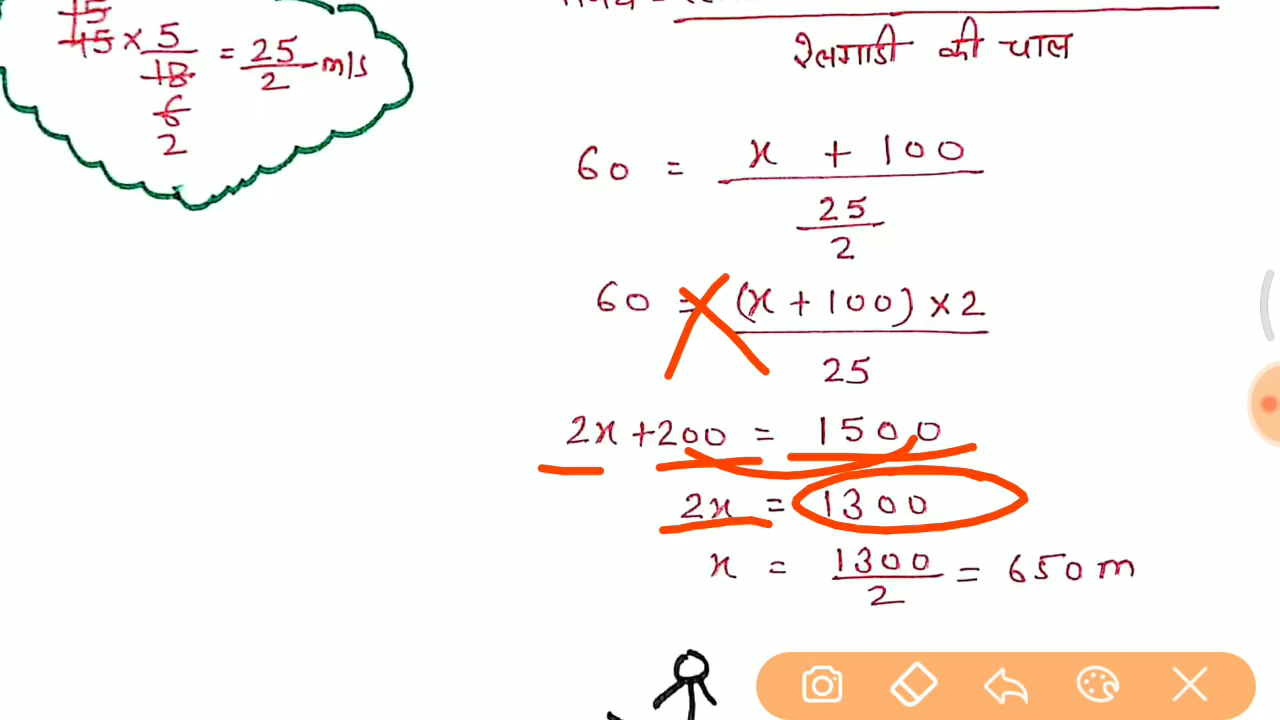 15
45 × 5/18 = 25/2 m/s
6
2
रेलगाडी की चाल
60 = x + 100
25
2
60 = (x + 100) × 2
25
2x + 200 = 1500
2x = 1300
x = 1300/2 = 650 m